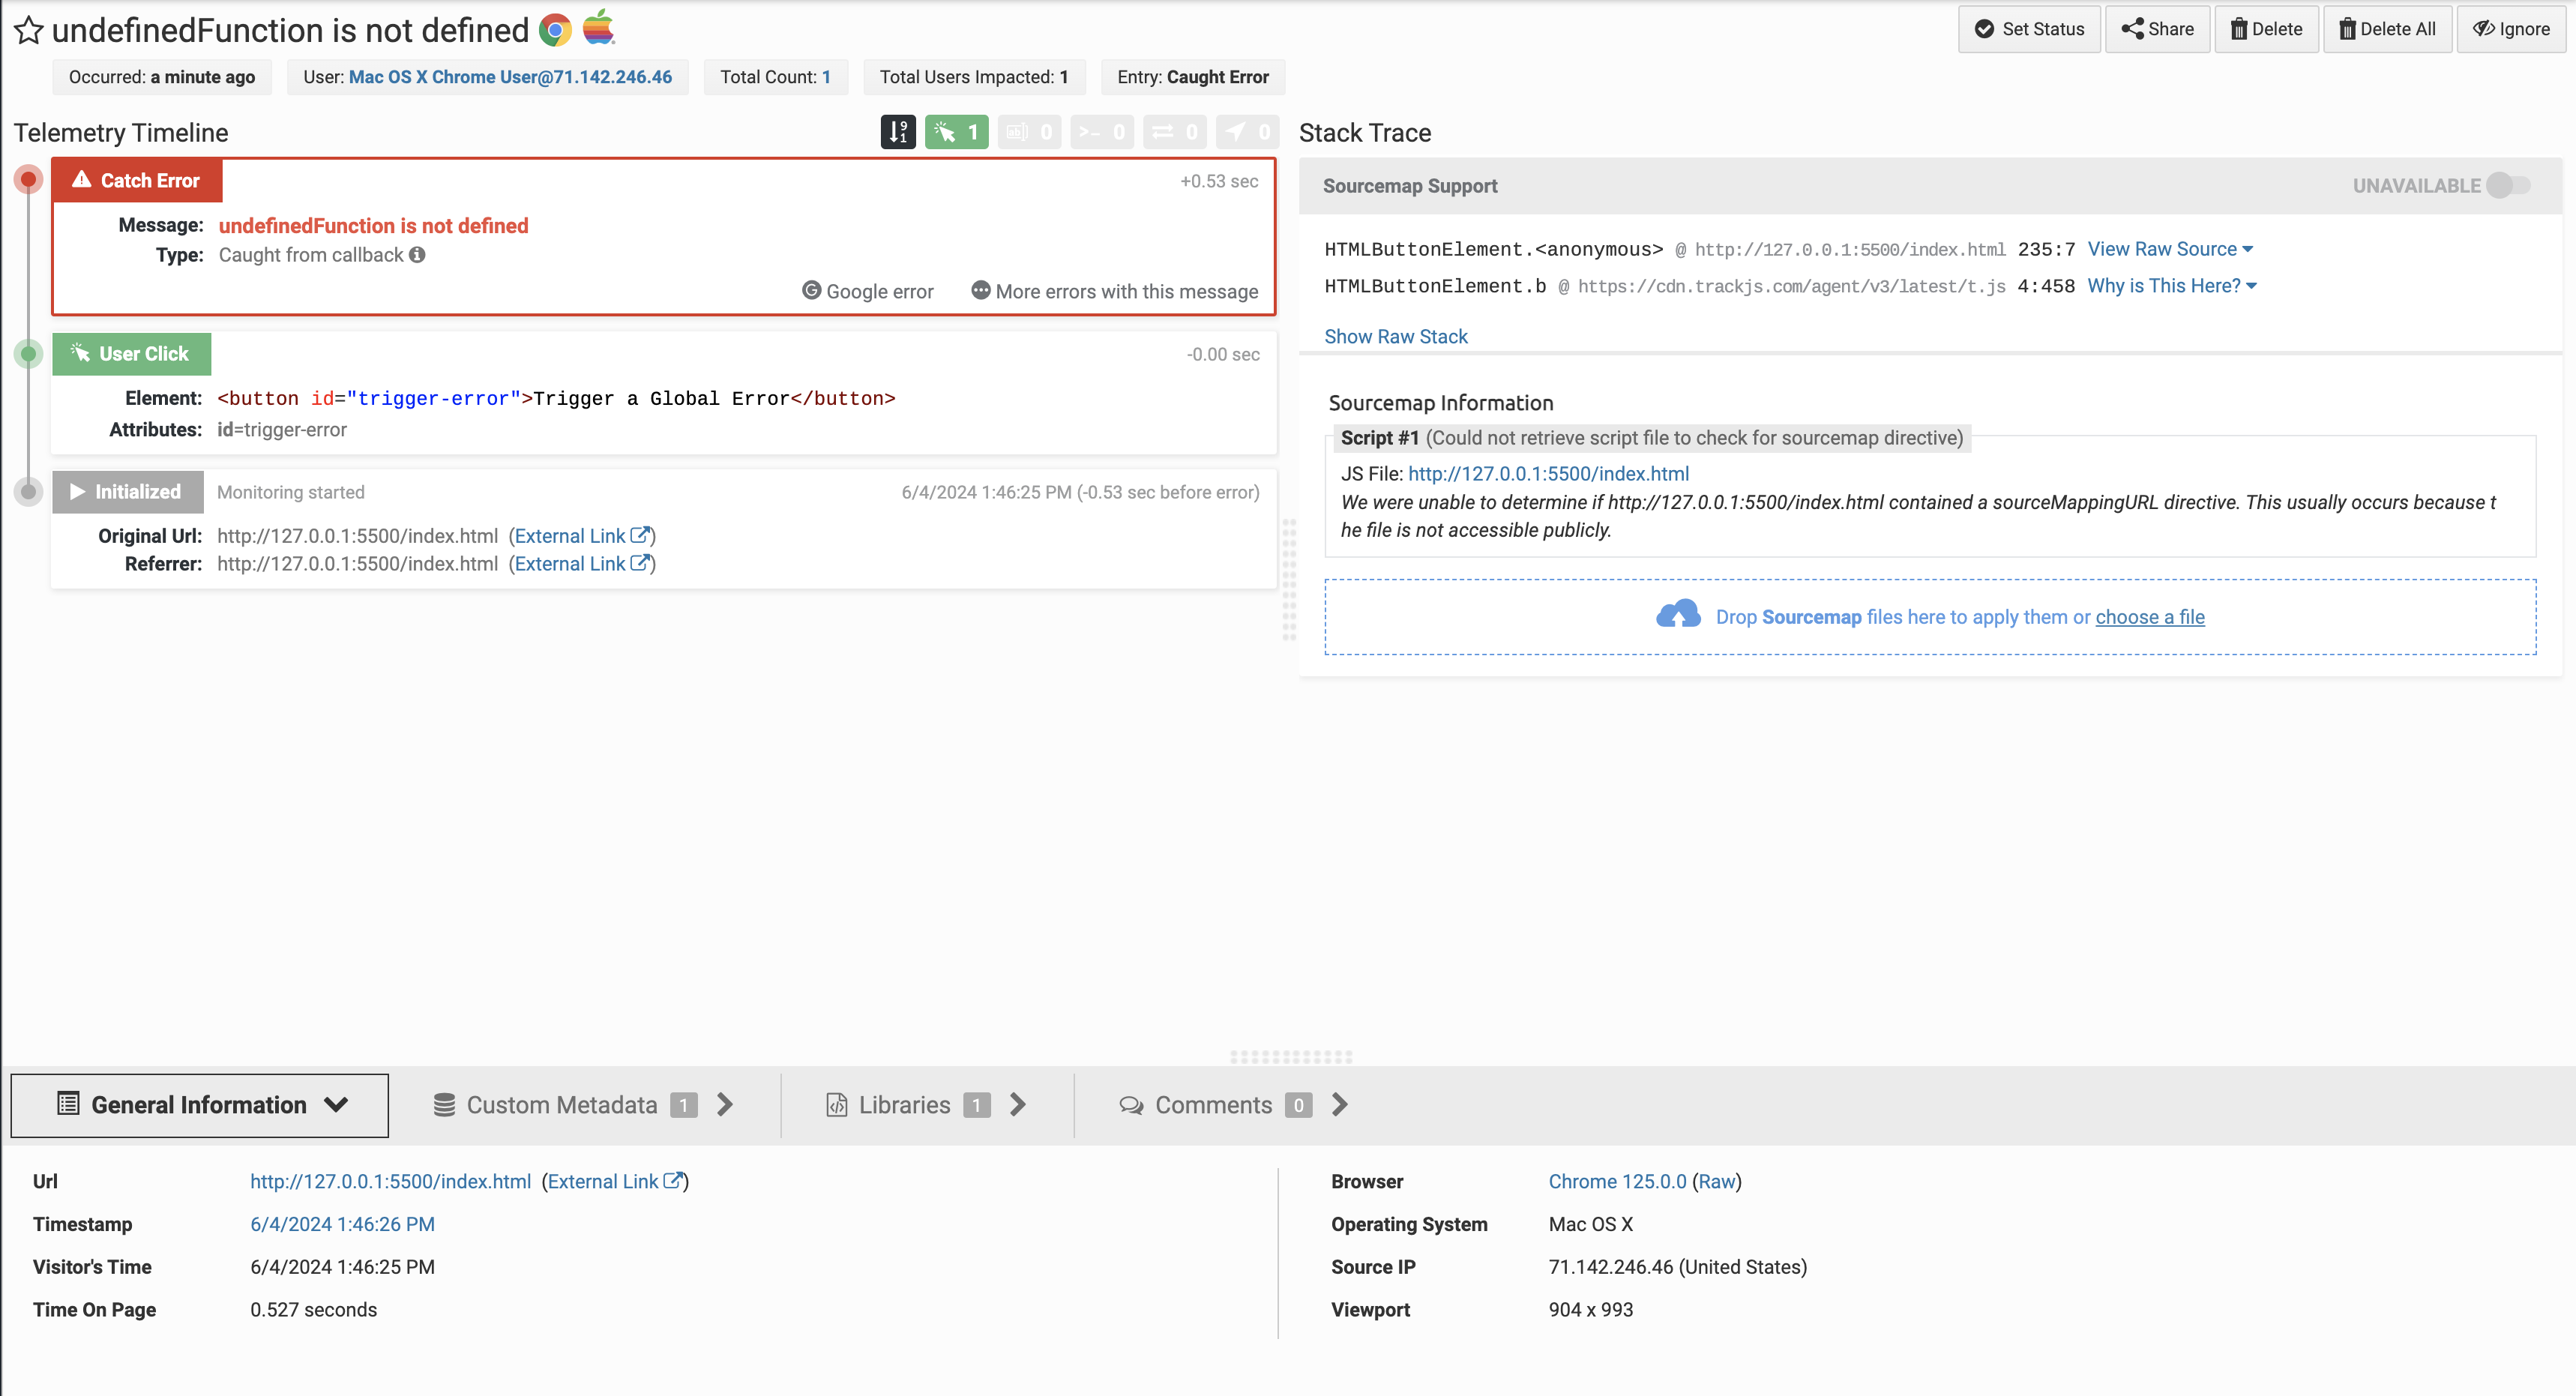 undefinedFunction is not defined
Set Status
Share
Delete
Delete All
Ignore
Occurred: a minute ago
User: Mac OS X Chrome User@71.142.246.46
Total Count: 1
Total Users Impacted: 1
Entry: Caught Error
Telemetry Timeline
9
1
1
0
0
0
0
Catch Error
+0.53 sec
Message: undefinedFunction is not defined
Type: Caught from callback
Google error
More errors with this message
User Click
-0.00 sec
Element: <button id="trigger-error">Trigger a Global Error</button>
Attributes: id=trigger-error
Initialized
Monitoring started
6/4/2024 1:46:25 PM (-0.53 sec before error)
Original Url: http://127.0.0.1:5500/index.html (External Link)
Referrer: http://127.0.0.1:5500/index.html (External Link)
Stack Trace
Sourcemap Support
UNAVAILABLE
HTMLButtonElement.<anonymous> @ http://127.0.0.1:5500/index.html 235:7 View Raw Source
HTMLButtonElement.b @ https://cdn.trackjs.com/agent/v3/latest/t.js 4:458 Why is This Here?
Show Raw Stack
Sourcemap Information
Script #1 (Could not retrieve script file to check for sourcemap directive)
JS File: http://127.0.0.1:5500/index.html
We were unable to determine if http://127.0.0.1:5500/index.html contained a sourceMappingURL directive. This usually occurs because t
he file is not accessible publicly.
Drop Sourcemap files here to apply them or choose a file
General Information
Custom Metadata 1
Libraries 1
Comments 0
Url http://127.0.0.1:5500/index.html (External Link)
Timestamp 6/4/2024 1:46:26 PM
Visitor's Time 6/4/2024 1:46:25 PM
Time On Page 0.527 seconds
Browser Chrome 125.0.0 (Raw)
Operating System Mac OS X
Source IP 71.142.246.46 (United States)
Viewport 904 x 993